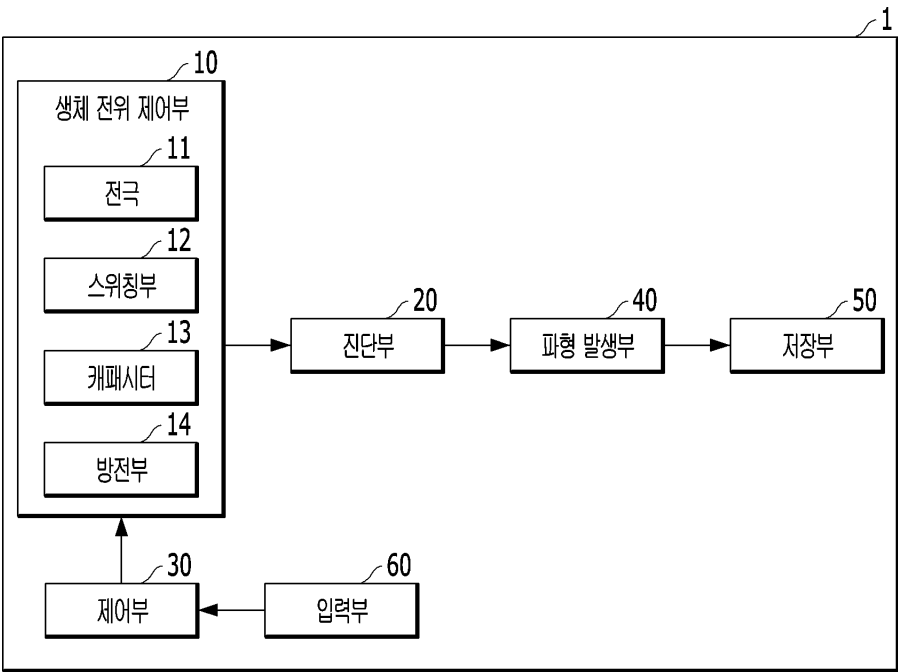 1
10
생체 전위 제어부
11
전극
12
스위칭부
13
캐패시터
14
방전부
20
진단부
40
파형 발생부
50
저장부
30
제어부
60
입력부